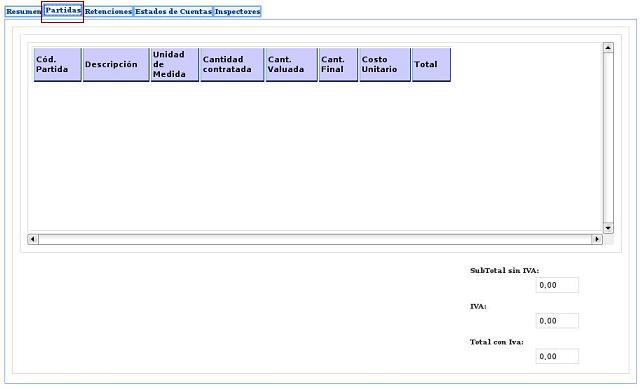 Resumen Partidas Retenciones Estados de Cuentas Inspectores
Cód. Partida Descripción Unidad de Medida Cantidad contratada Cant. Valuada Cant. Final Costo Unitario Total
SubTotal sin IVA:
0,00
IVA:
0,00
Total con Iva:
0,00